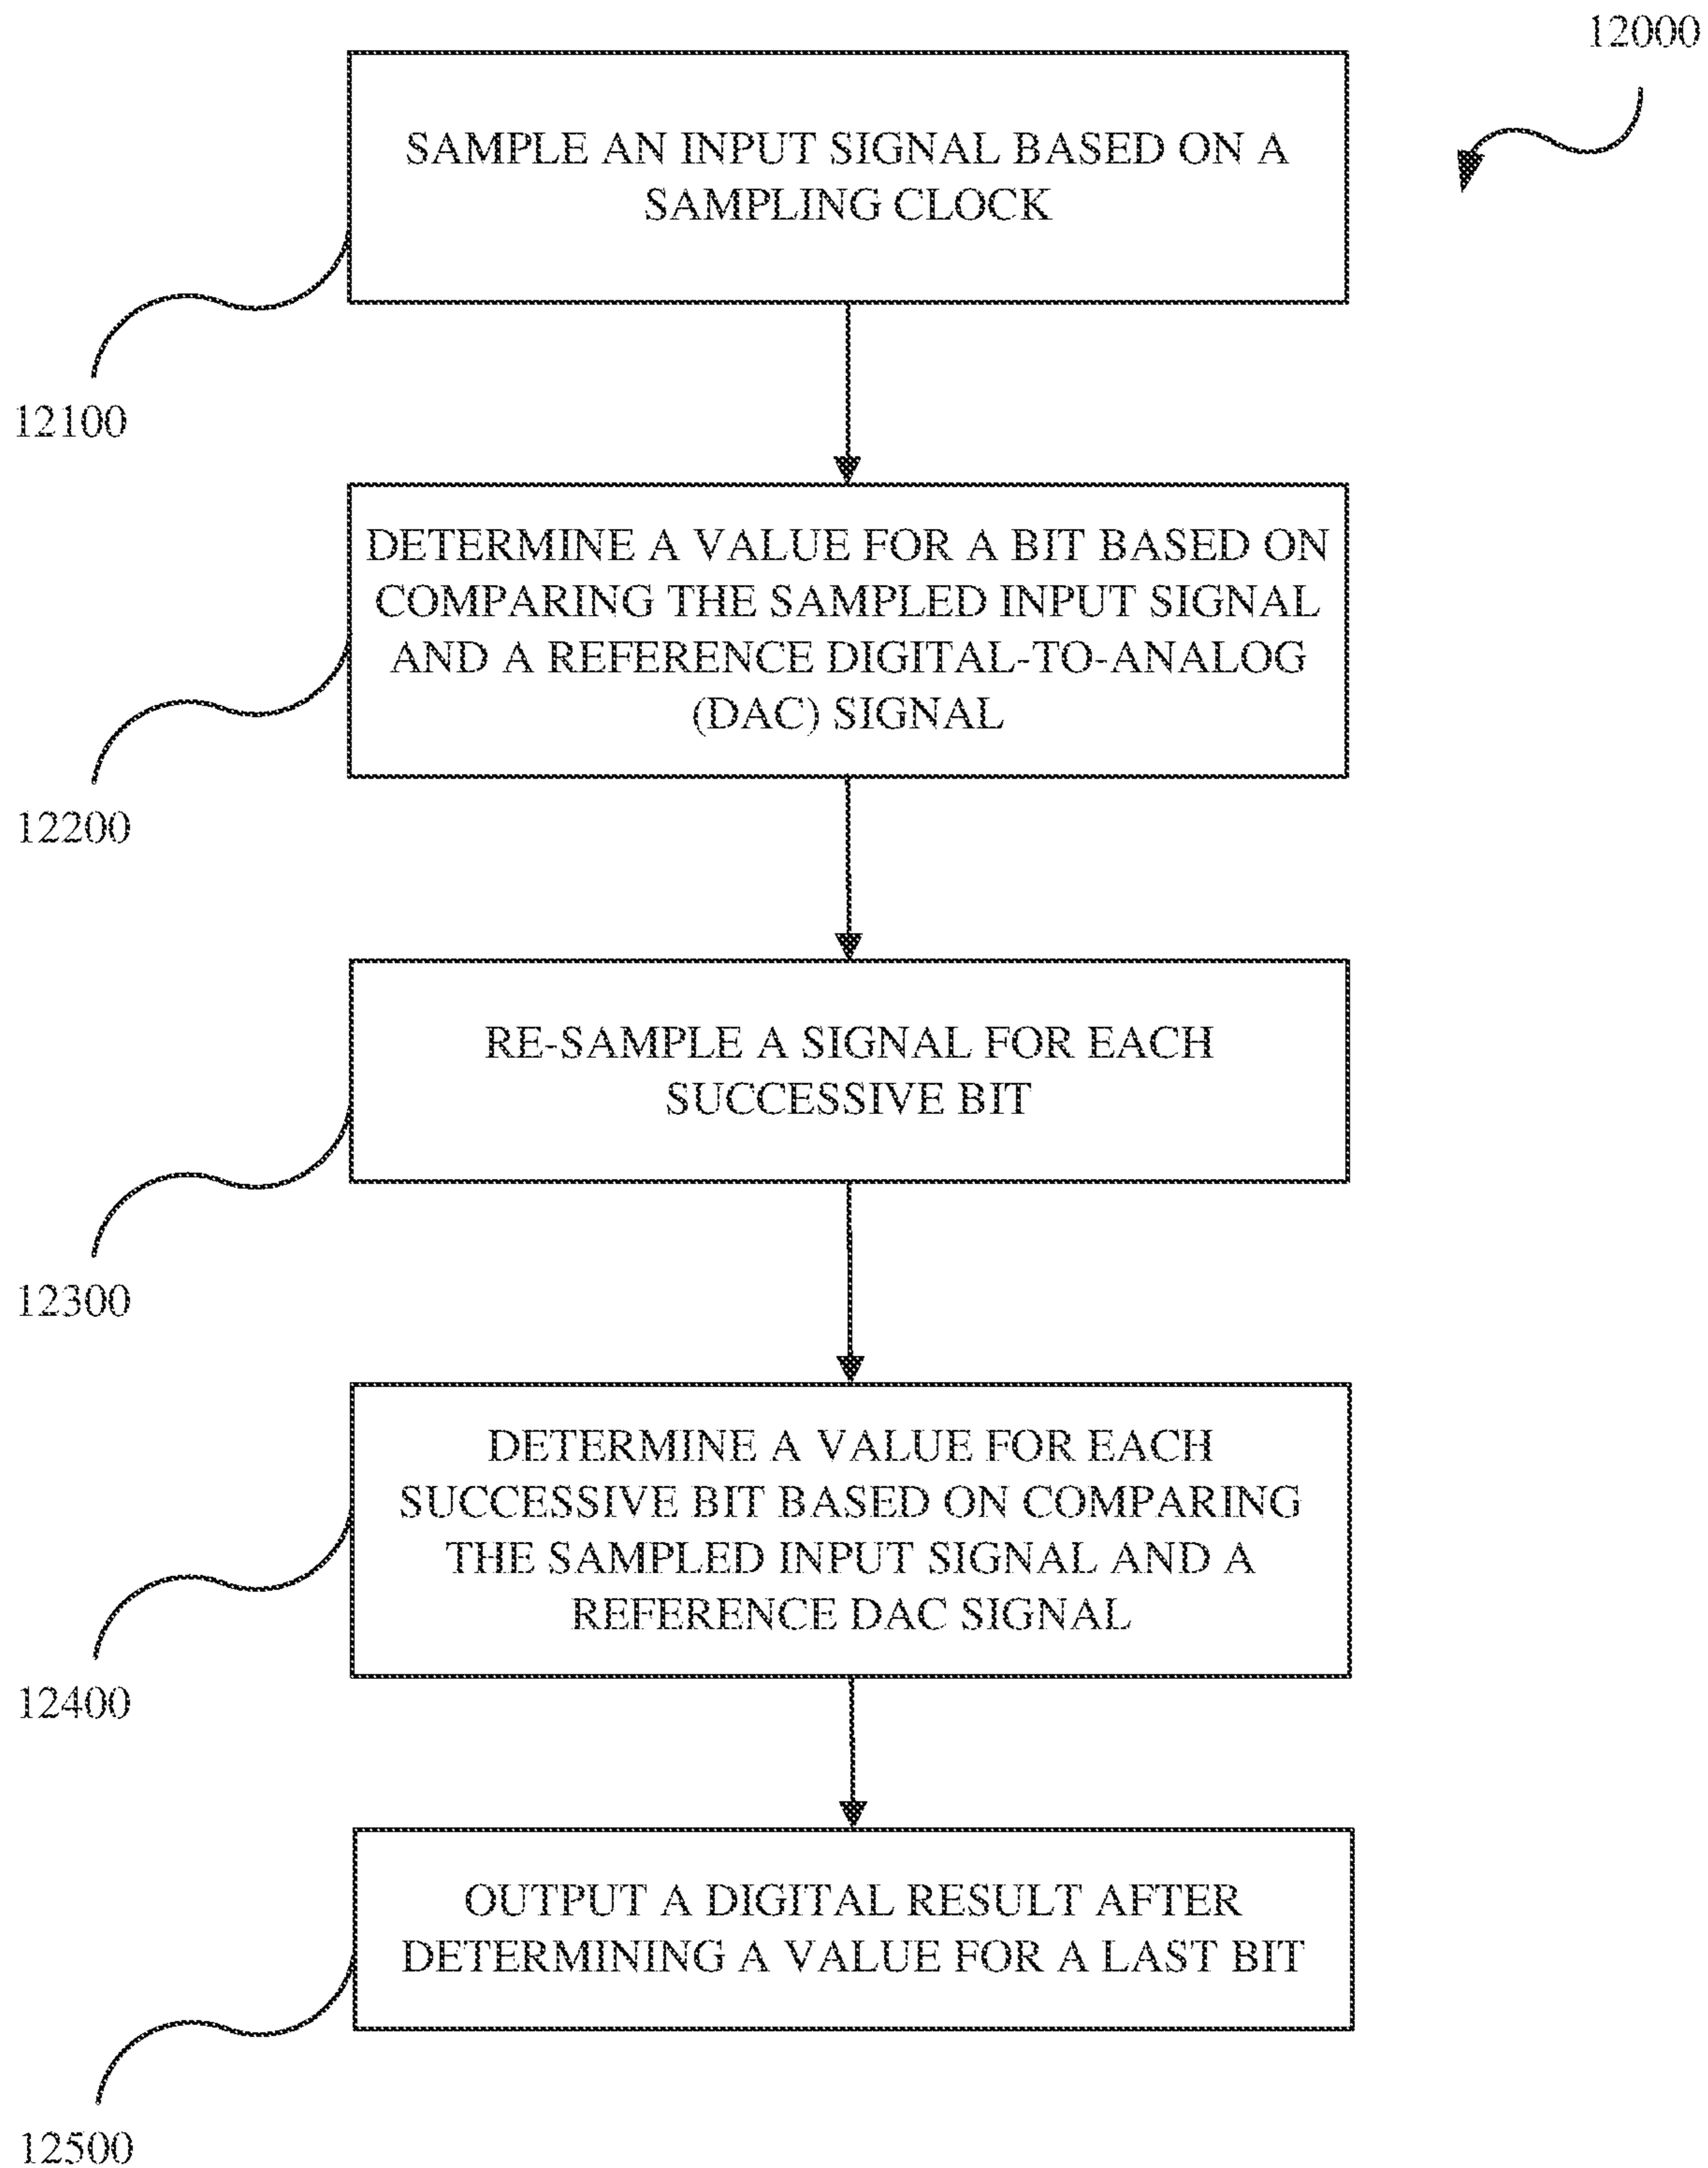 12000
SAMPLE AN INPUT SIGNAL BASED ON A
SAMPLING CLOCK
12100
DETERMINE A VALUE FOR A BIT BASED ON
COMPARING THE SAMPLED INPUT SIGNAL
AND A REFERENCE DIGITAL-TO-ANALOG
(DAC) SIGNAL
12200
RE-SAMPLE A SIGNAL FOR EACH
SUCCESSIVE BIT
12300
DETERMINE A VALUE FOR EACH
SUCCESSIVE BIT BASED ON COMPARING
THE SAMPLED INPUT SIGNAL AND A
REFERENCE DAC SIGNAL
12400
OUTPUT A DIGITAL RESULT AFTER
DETERMINING A VALUE FOR A LAST BIT
12500